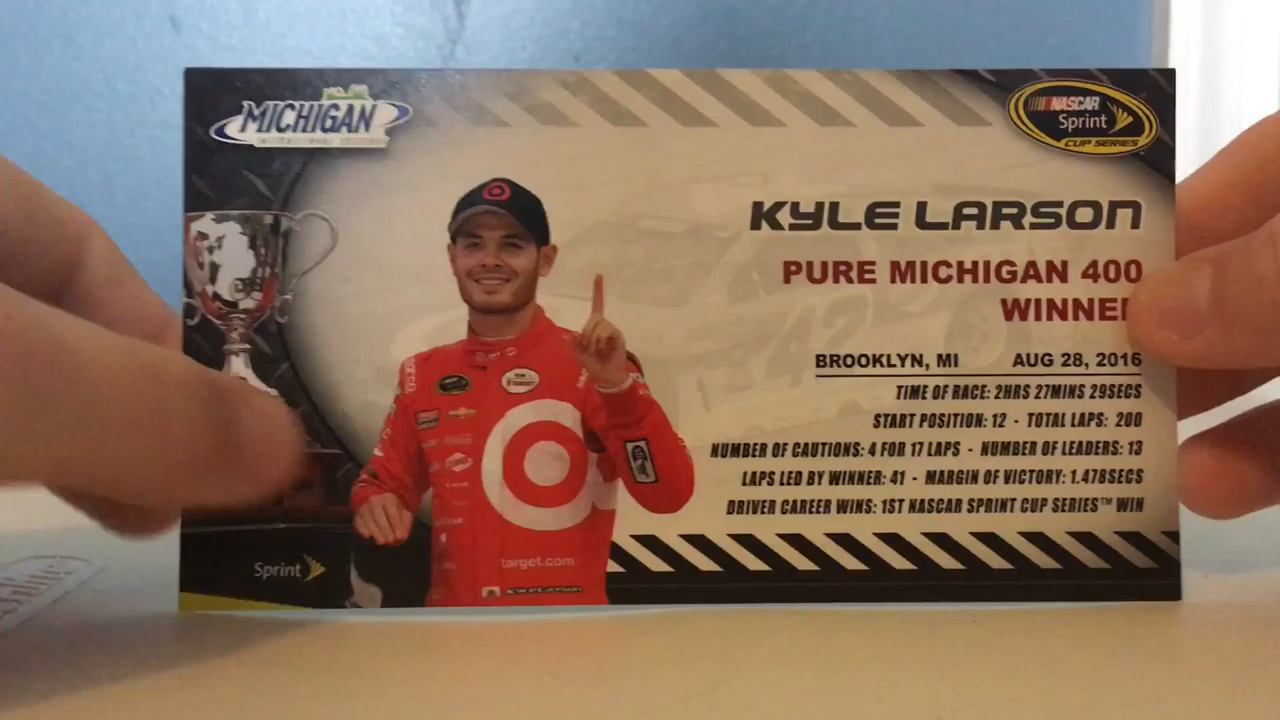 MICHIGAN
NASCAR
Sprint
CUP SERIES
KYLE LARSON
PURE MICHIGAN 400
WINNER
BROOKLYN, MI AUG 28, 2016
TIME OF RACE: 2HRS 27MINS 29SECS
START POSITION: 12 - TOTAL LAPS: 200
NUMBER OF CAUTIONS: 4 FOR 17 LAPS - NUMBER OF LEADERS: 13
LAPS LED BY WINNER: 41 - MARGIN OF VICTORY: 1.478SECS
DRIVER CAREER WINS: 1ST NASCAR SPRINT CUP SERIES™ WIN
42
target.com
Sprint